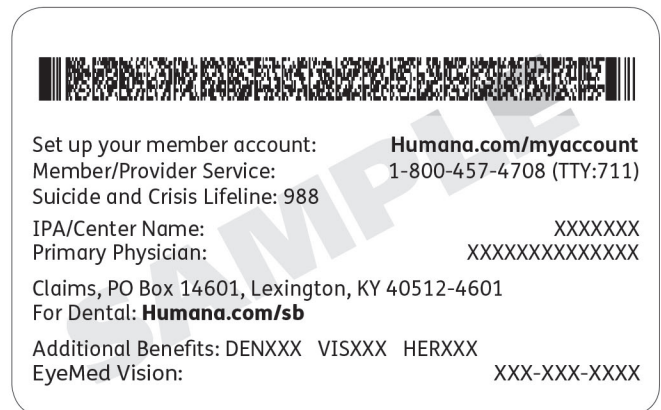 Set up your member account: Humana.com/myaccount
Member/Provider Service: 1-800-457-4708 (TTY:711)
Suicide and Crisis Lifeline: 988
IPA/Center Name: XXXXXXX
Primary Physician: XXXXXXXXXXXXXX
Claims, PO Box 14601, Lexington, KY 40512-4601
For Dental: Humana.com/sb
Additional Benefits: DENXXX VISXXX HERXXX
EyeMed Vision: XXX-XXX-XXXX
SAMPLE